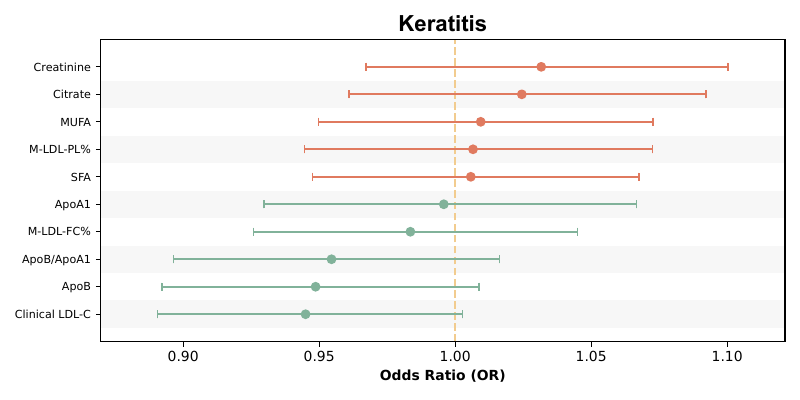 Keratitis
Creatinine
Citrate
MUFA
M-LDL-PL%
SFA
ApoA1
M-LDL-FC%
ApoB/ApoA1
ApoB
Clinical LDL-C
0.90 0.95 1.00 1.05 1.10
Odds Ratio (OR)